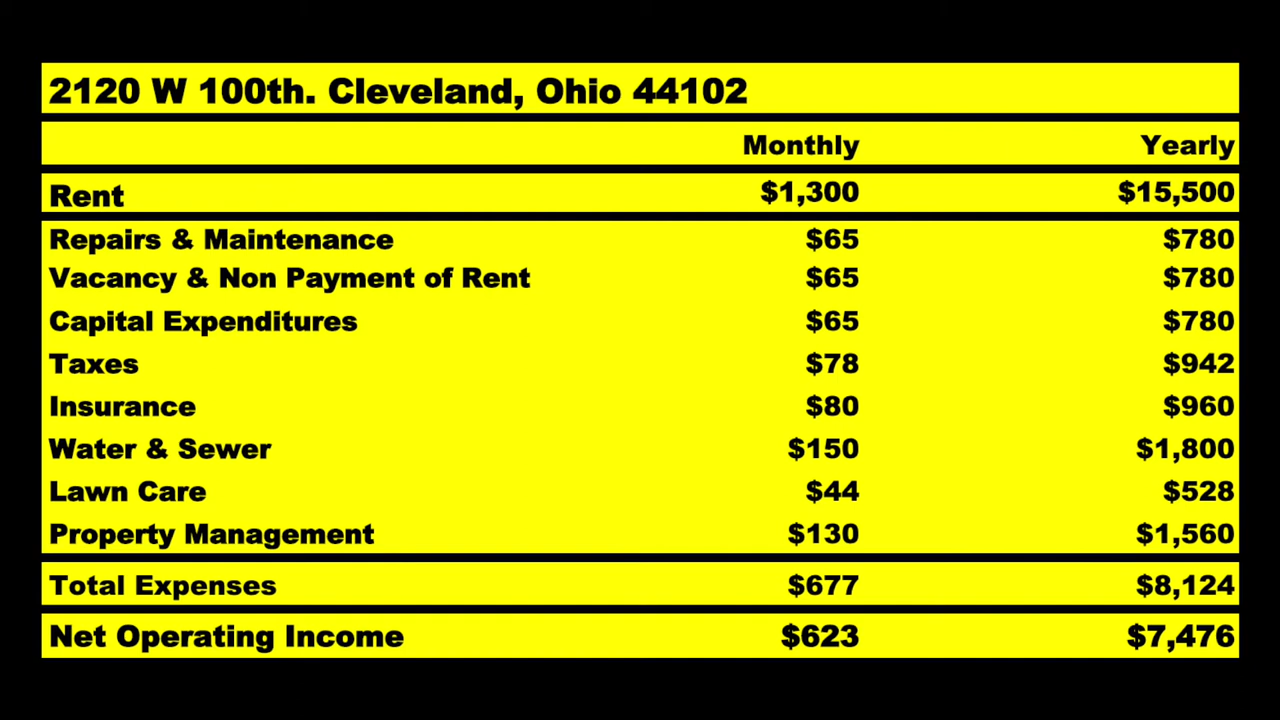 2120 W 100th. Cleveland, Ohio 44102
Monthly Yearly
Rent $1,300 $15,500
Repairs & Maintenance $65 $780
Vacancy & Non Payment of Rent $65 $780
Capital Expenditures $65 $780
Taxes $78 $942
Insurance $80 $960
Water & Sewer $150 $1,800
Lawn Care $44 $528
Property Management $130 $1,560
Total Expenses $677 $8,124
Net Operating Income $623 $7,476